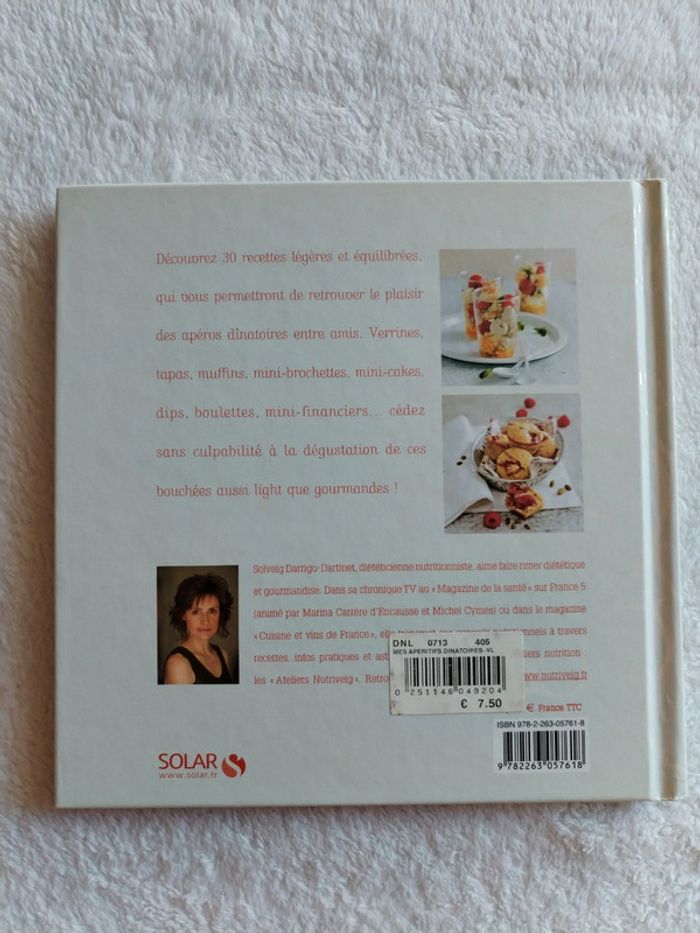 Découvrez 30 recettes légères et équilibrées,
qui vous permettront de retrouver le plaisir
des apéros dînatoires entre amis. Verrines,
tapas, muffins, mini-brochettes, mini-cakes,
dips, boulettes, mini-financiers... cédez
sans culpabilité à la dégustation de ces
bouchées aussi light que gourmandes !
Solveig Darrigo-Dartinet, diététicienne nutritionniste, aime faire rimer diététique
et gourmandise. Dans sa chronique TV au « Magazine de la santé » sur France 5
(animé par Marina Carrère d'Encausse et Michel Cymes) ou dans le magazine
« Cuisine et vins de France », elle nutritionnels à travers
recettes, infos pratiques et nutrition :
les « Ateliers Nutriveig ». www.nutriveig.fr
DNL 0713 405
MES APERITIFS DINATOIRES -VL
0 251146 049204
€ 7.50
€ France TTC
ISBN 978-2-263-05761-8
9 782263 057618
SOLAR
www.solar.fr